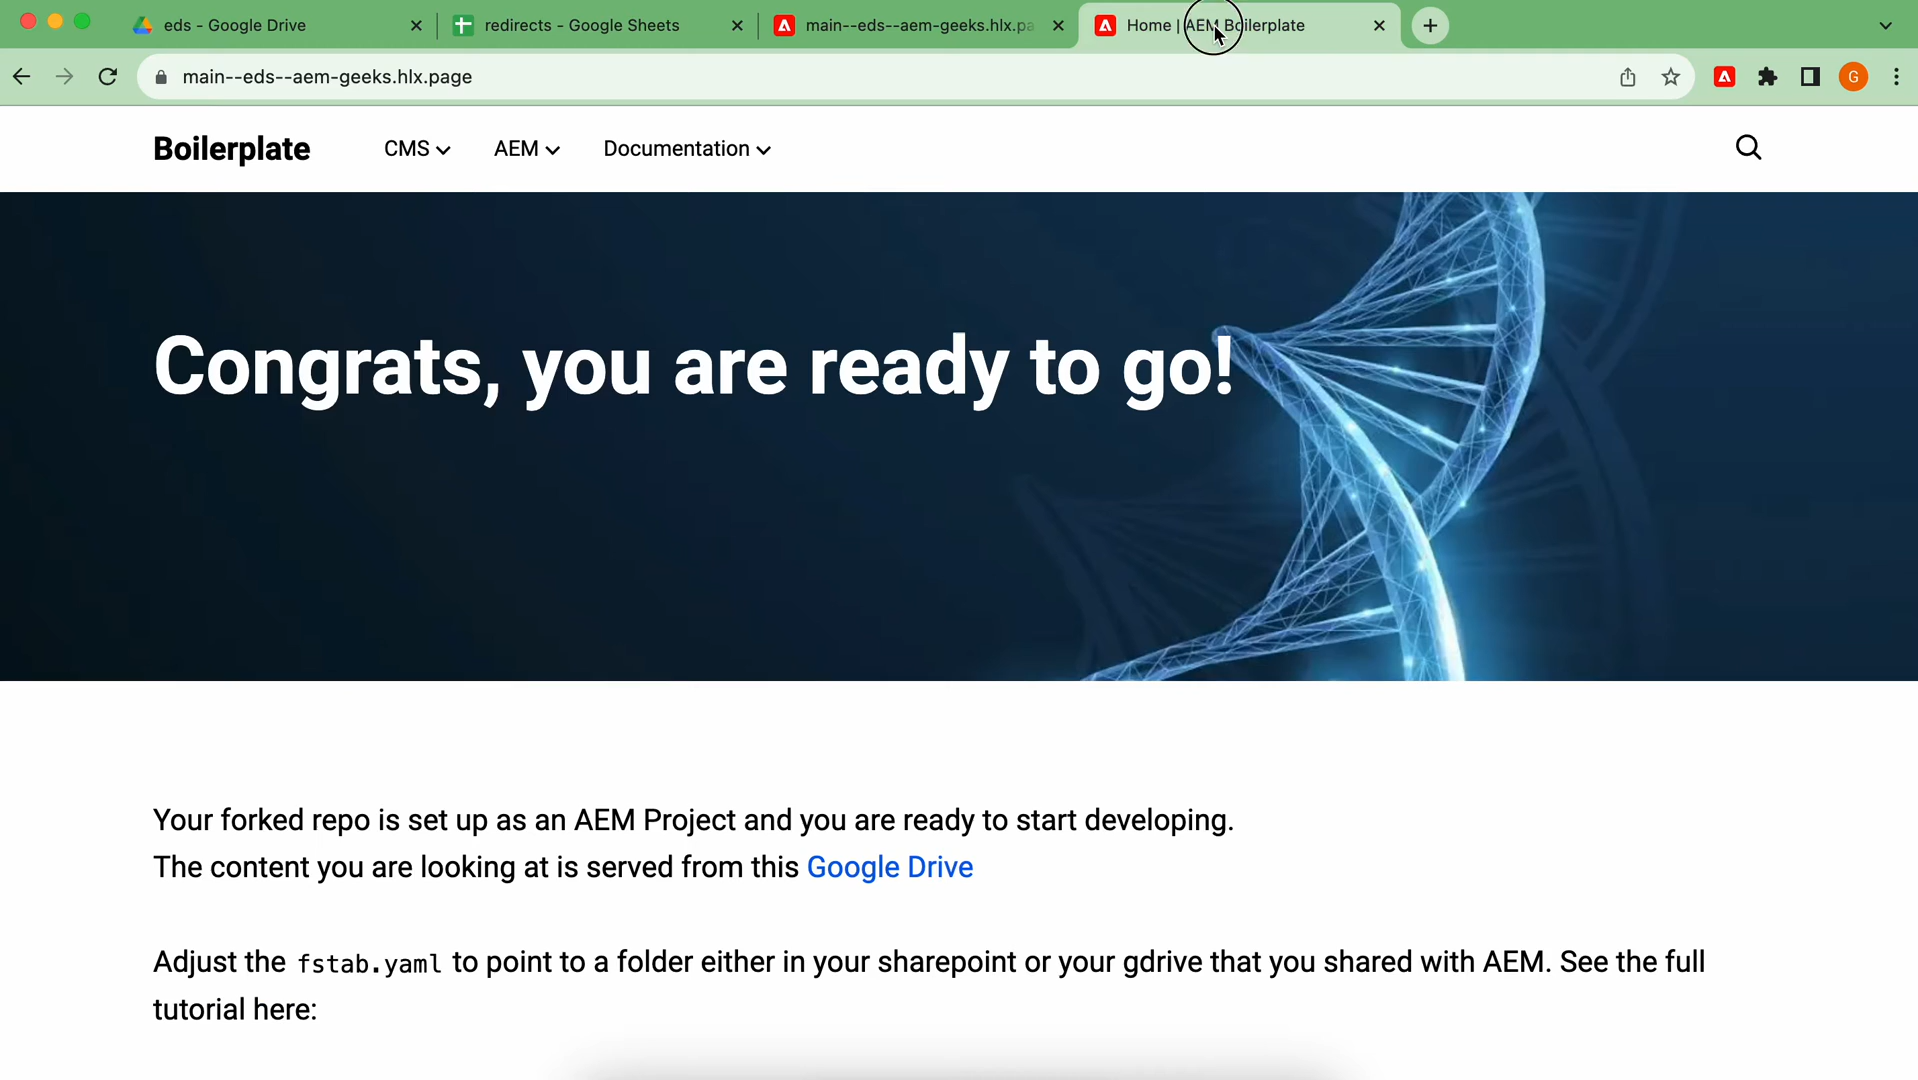 eds - Google Drive
redirects - Google Sheets
main--eds--aem-geeks.hlx.pa
Home | AEM Boilerplate
main--eds--aem-geeks.hlx.page
G
Boilerplate
CMS
AEM
Documentation
Congrats, you are ready to go!
Your forked repo is set up as an AEM Project and you are ready to start developing.
The content you are looking at is served from this Google Drive
Adjust the fstab.yaml to point to a folder either in your sharepoint or your gdrive that you shared with AEM. See the full
tutorial here: